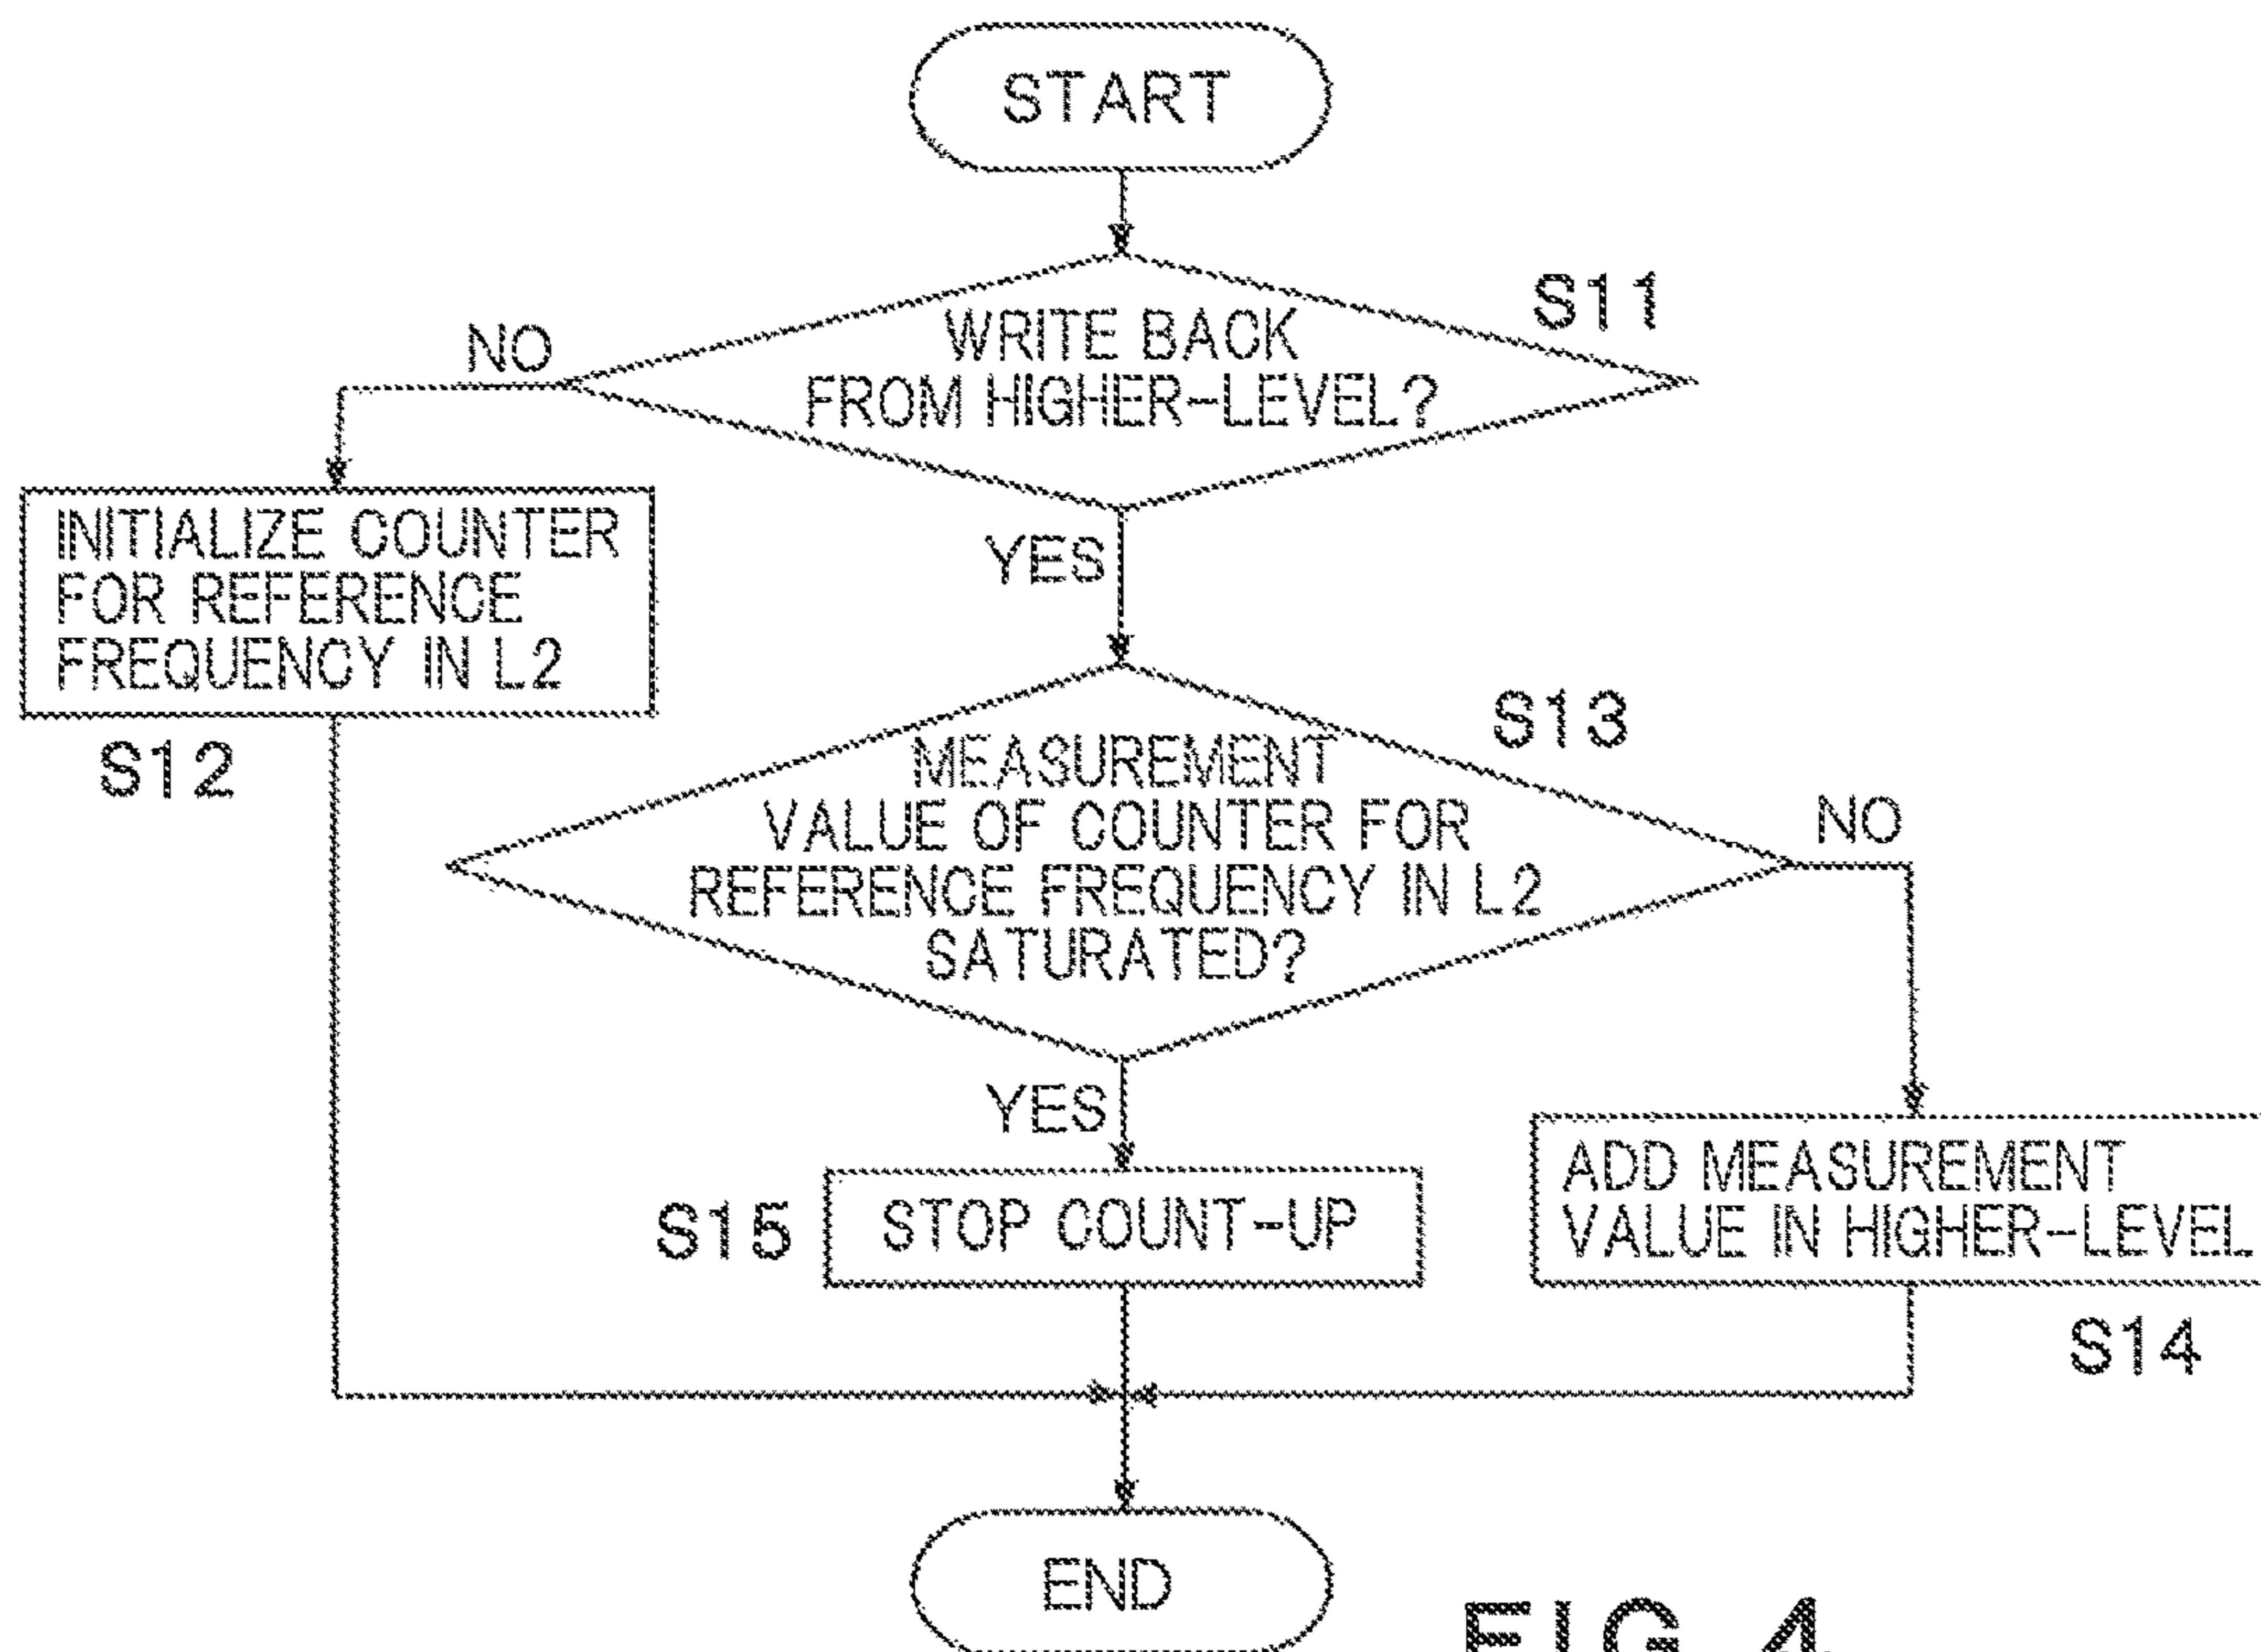 START
S11
WRITE BACK
FROM HIGHER-LEVEL?
NO
YES
INITIALIZE COUNTER
FOR REFERENCE
FREQUENCY IN L2
S12
S13
MEASUREMENT
VALUE OF COUNTER FOR
REFERENCE FREQUENCY IN L2
SATURATED?
NO
YES
S15
STOP COUNT-UP
ADD MEASUREMENT
VALUE IN HIGHER-LEVEL
S14
END
FIG.4